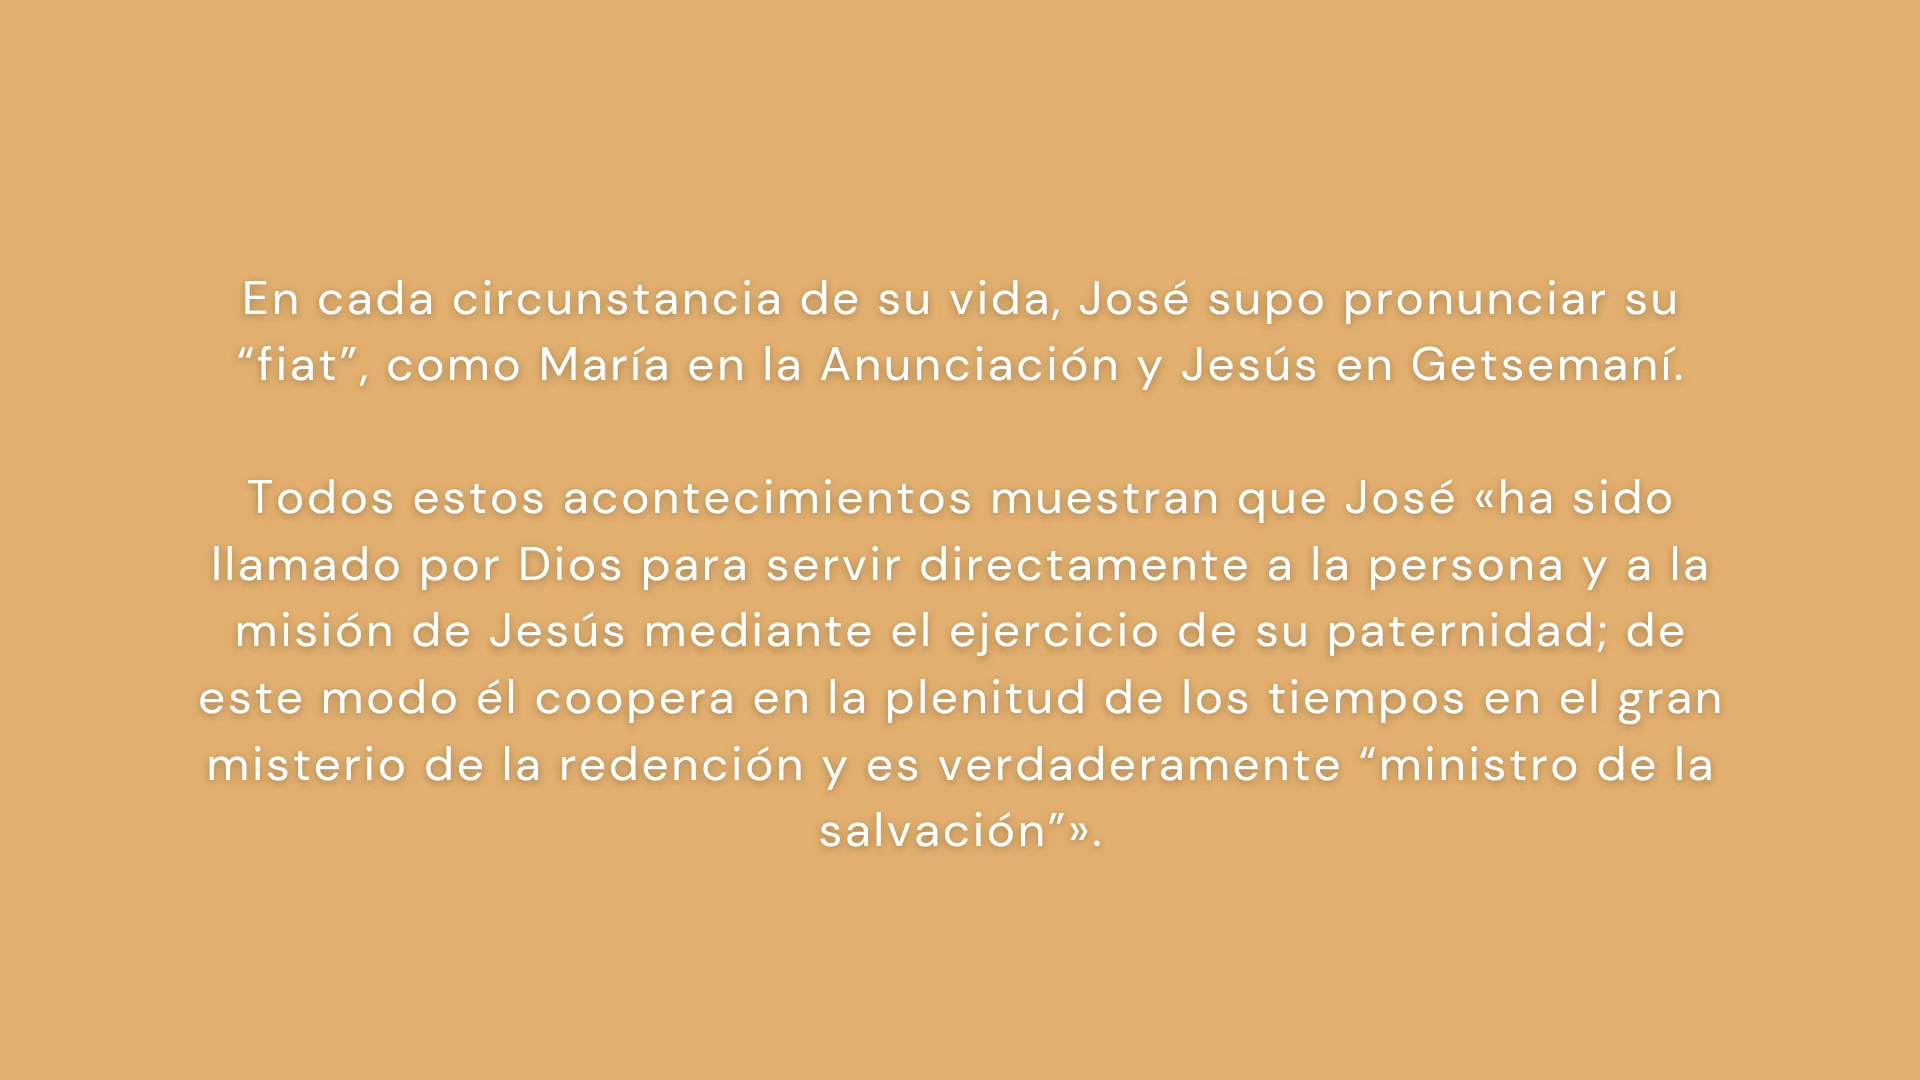 En cada circunstancia de su vida, José supo pronunciar su
“fiat”, como María en la Anunciación y Jesús en Getsemaní.
Todos estos acontecimientos muestran que José «ha sido
llamado por Dios para servir directamente a la persona y a la
misión de Jesús mediante el ejercicio de su paternidad; de
este modo él coopera en la plenitud de los tiempos en el gran
misterio de la redención y es verdaderamente “ministro de la
salvación”».